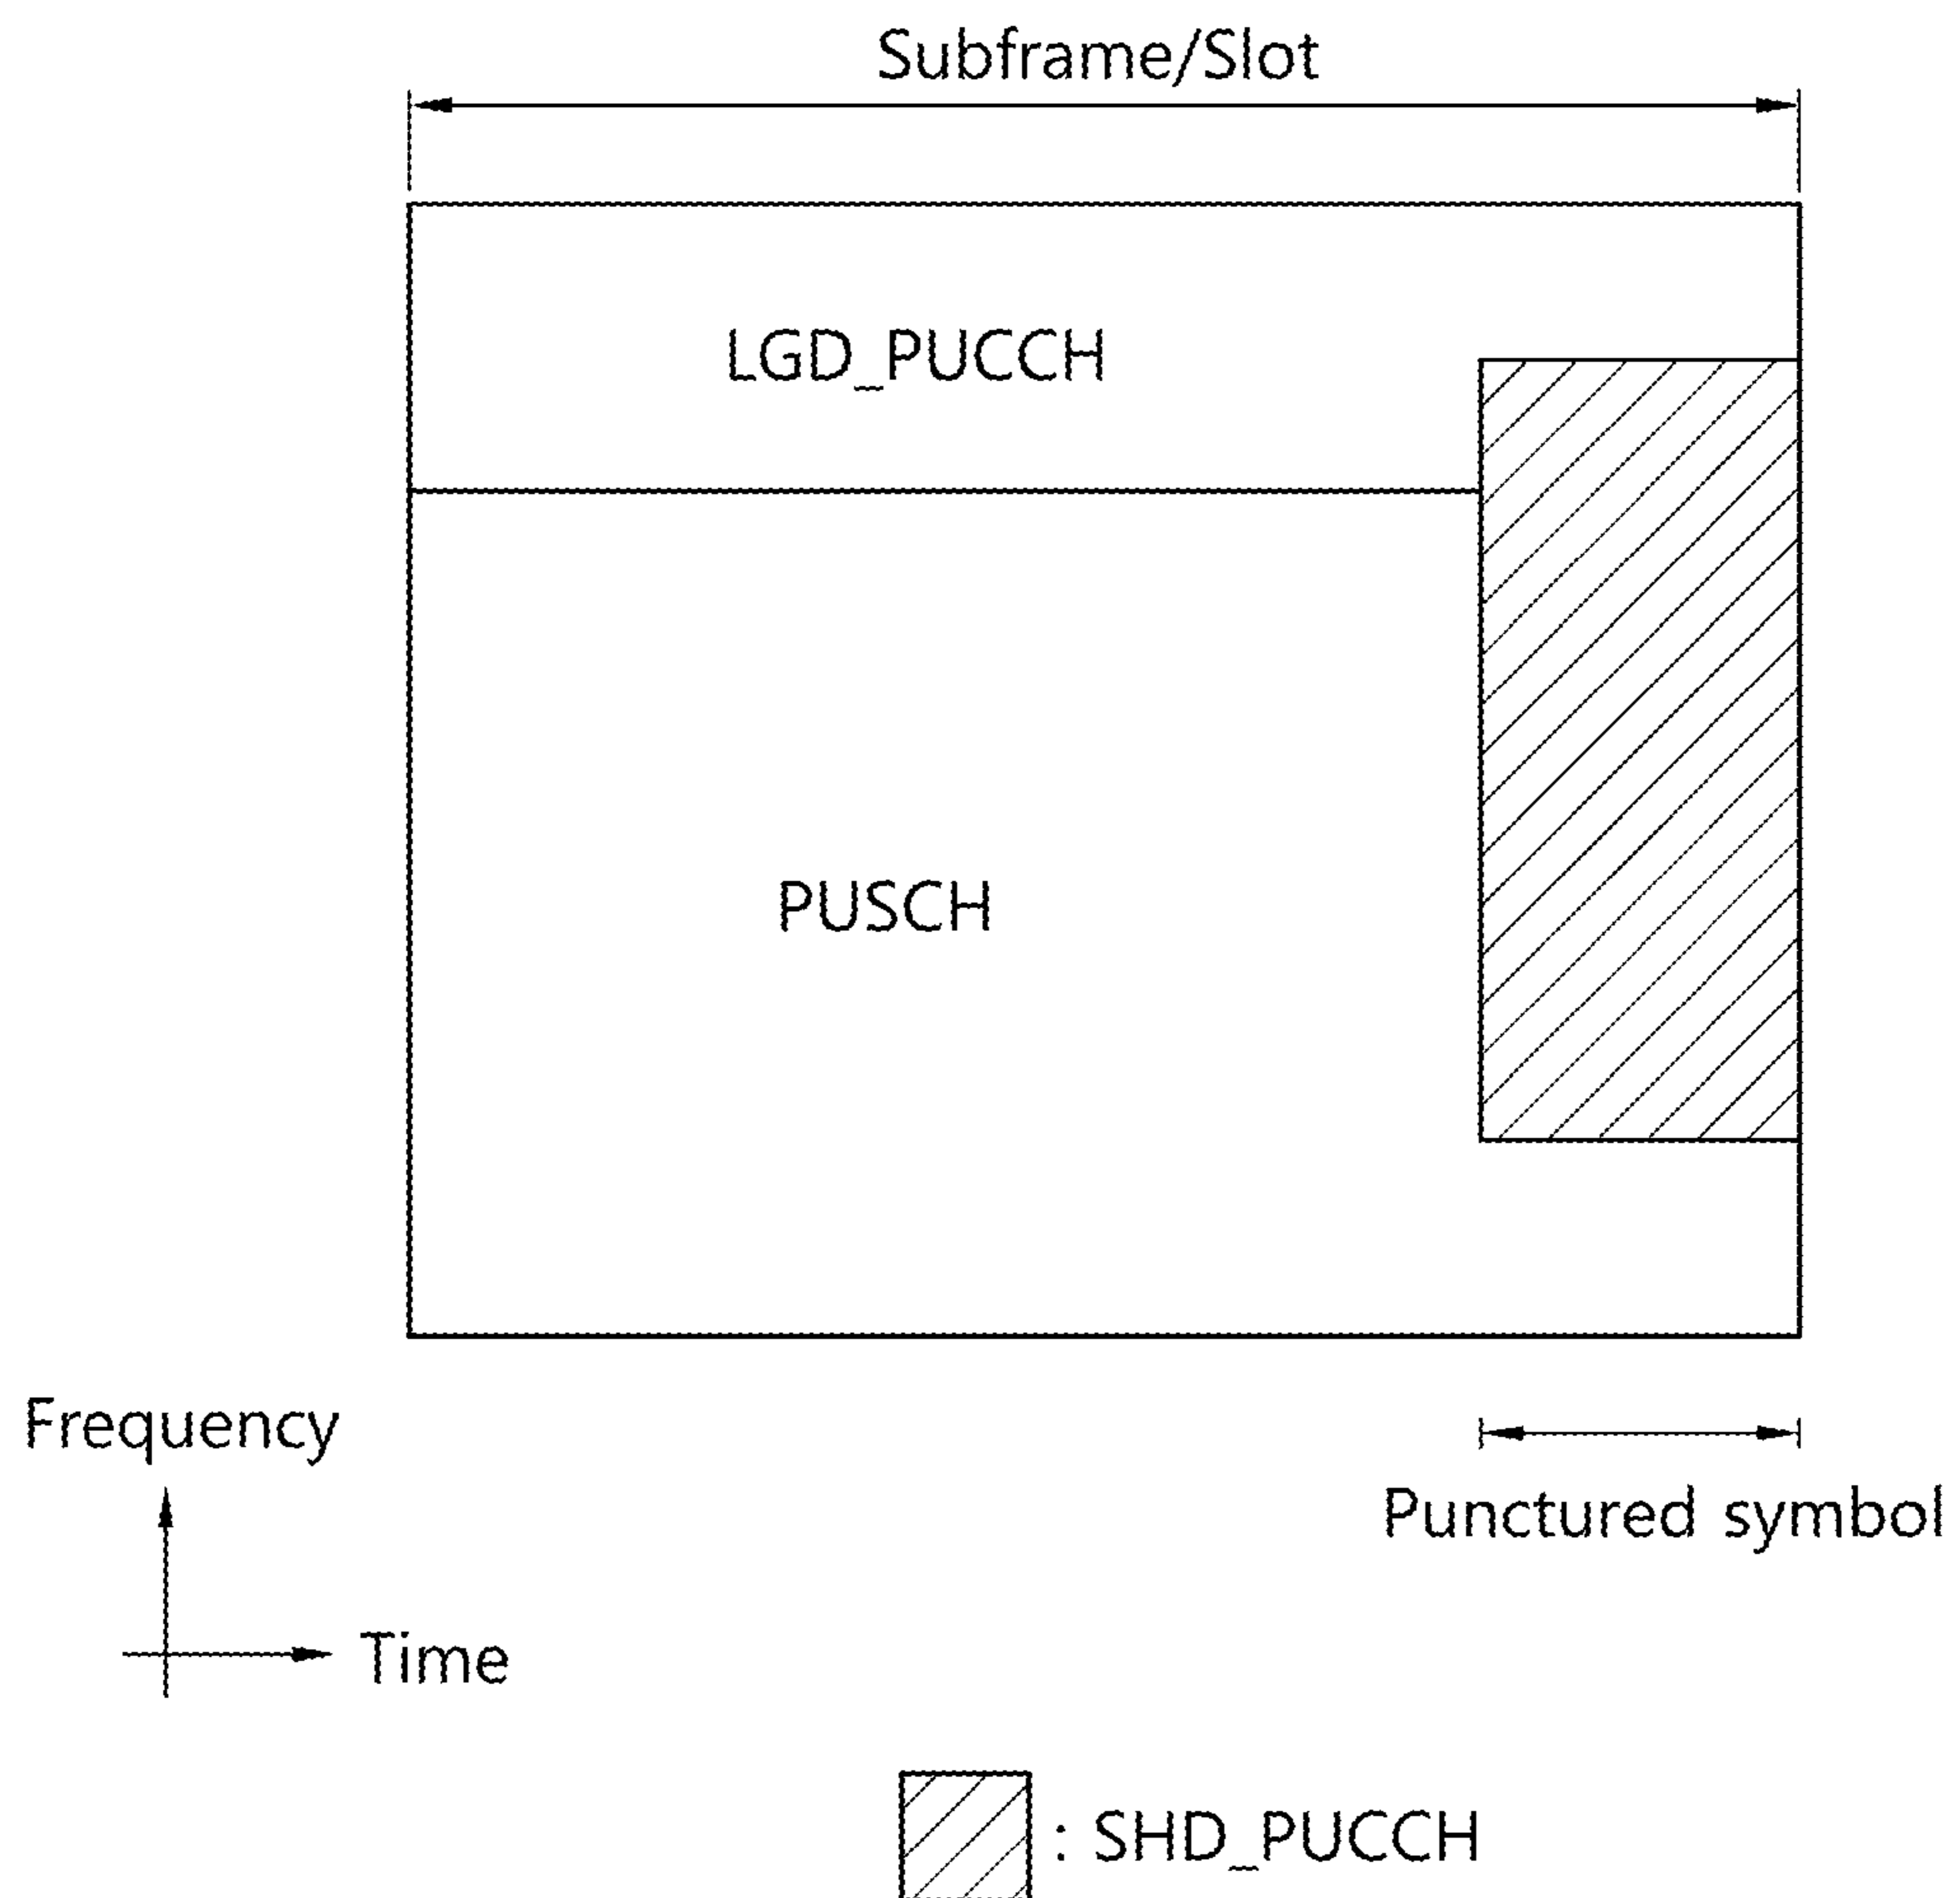 Subframe/Slot
LGD_PUCCH
PUSCH
Frequency
Punctured symbol
Time
: SHD_PUCCH